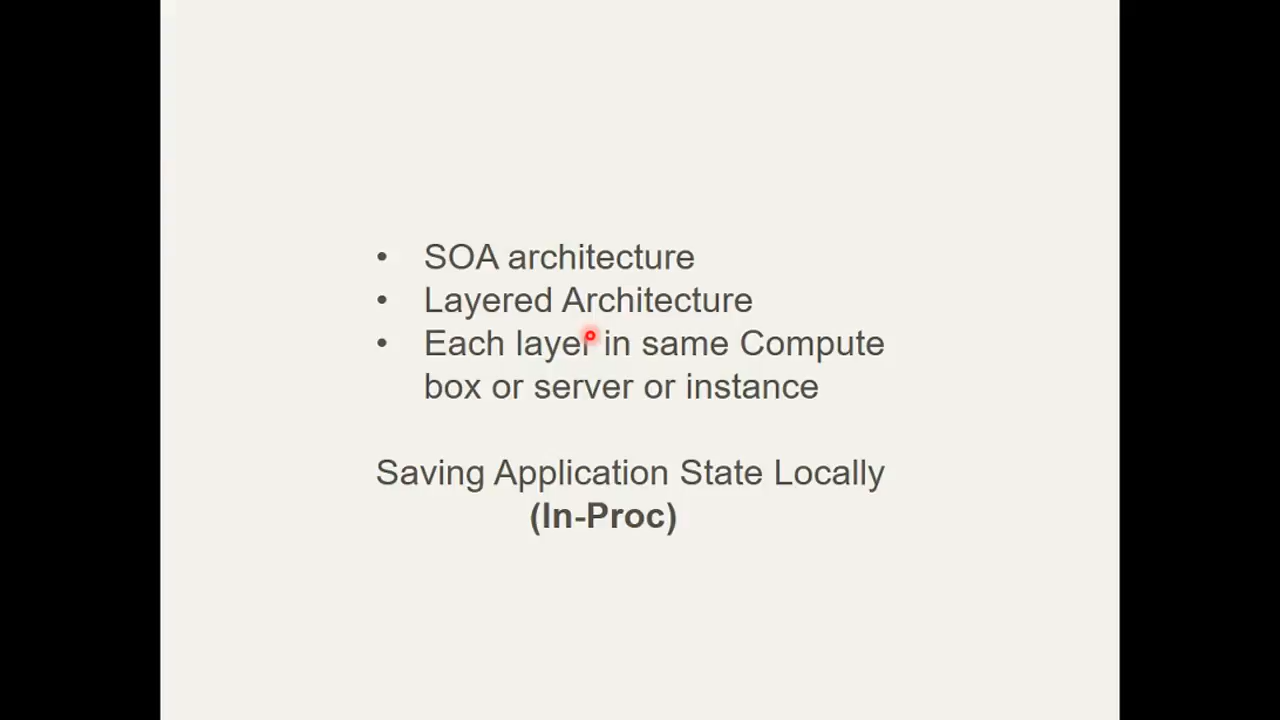 • SOA architecture
• Layered Architecture
• Each layer in same Compute
box or server or instance
Saving Application State Locally
(In-Proc)